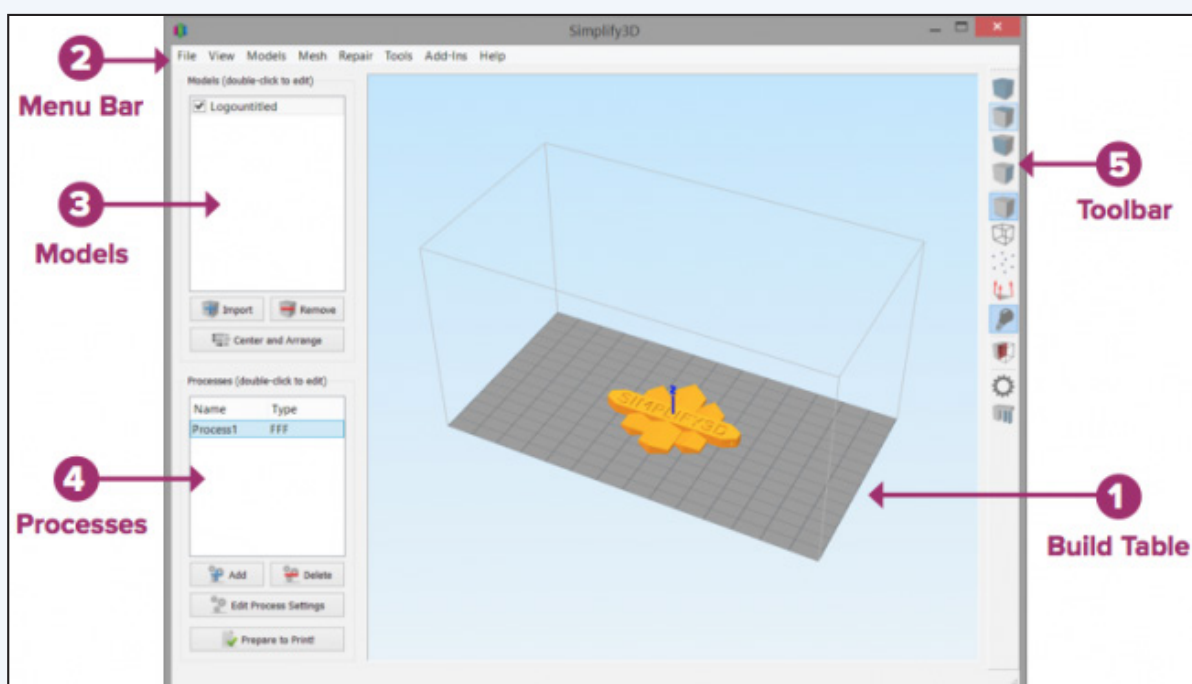 Simplify3D
File View Models Mesh Repair Tools Add-Ins Help
2
Menu Bar
Models (double-click to edit)
Logountitled
3
Models
Import Remove
Center and Arrange
Processes (double-click to edit)
Name Type
Process1 FFF
4
Processes
Add Delete
Edit Process Settings
Prepare to Print!
SIMPLIFY3D
5
Toolbar
1
Build Table